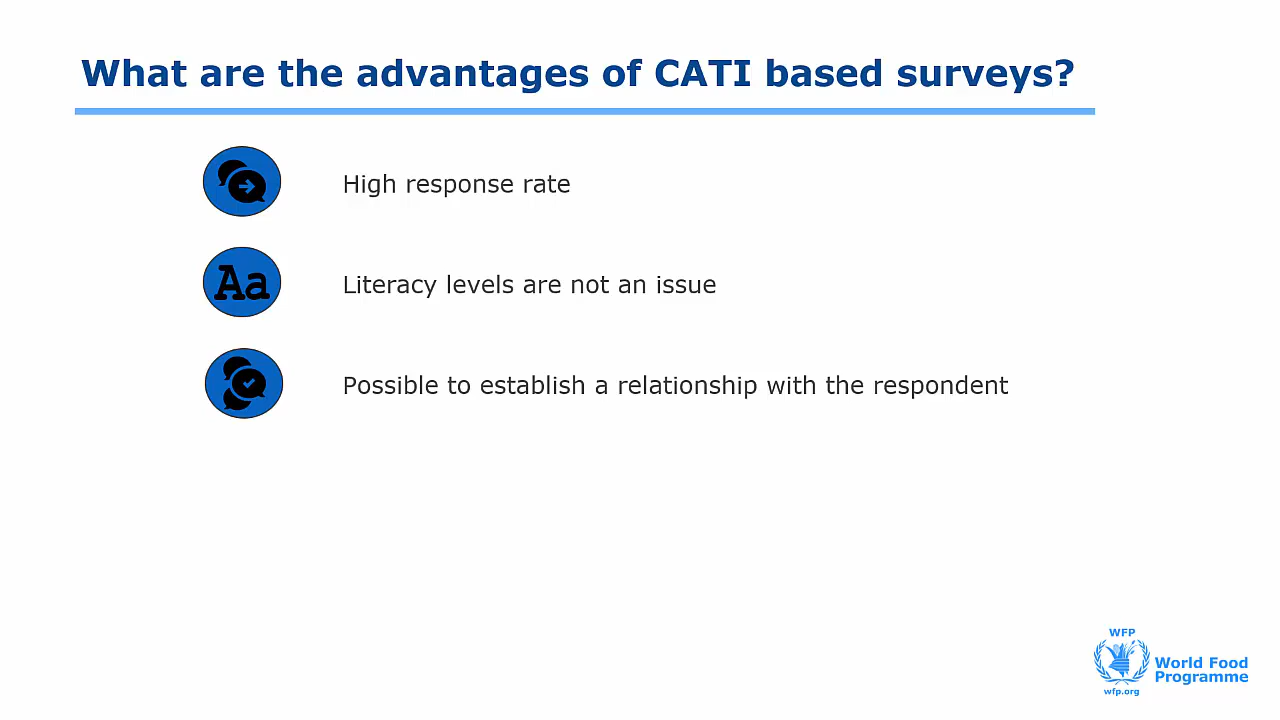 What are the advantages of CATI based surveys?
High response rate
Aa
Literacy levels are not an issue
Possible to establish a relationship with the respondent
WFP
World Food
Programme
wfp.org